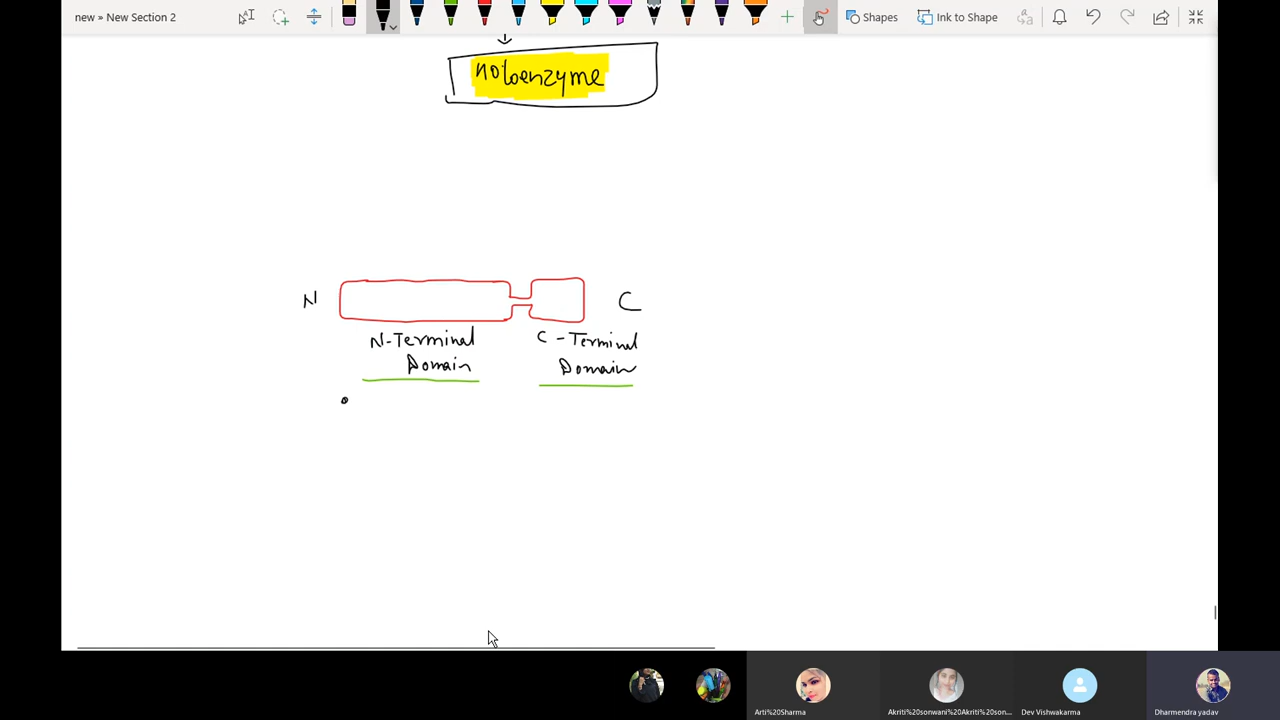 new » New Section 2
Shapes
Ink to Shape
holoenzyme
N
C
N-Terminal
Domain
C-Terminal
Domain
Arti%20Sharma
Akriti%20sonwani%20Akriti%20son...
Dev Vishwakarma
Dharmendra yadav